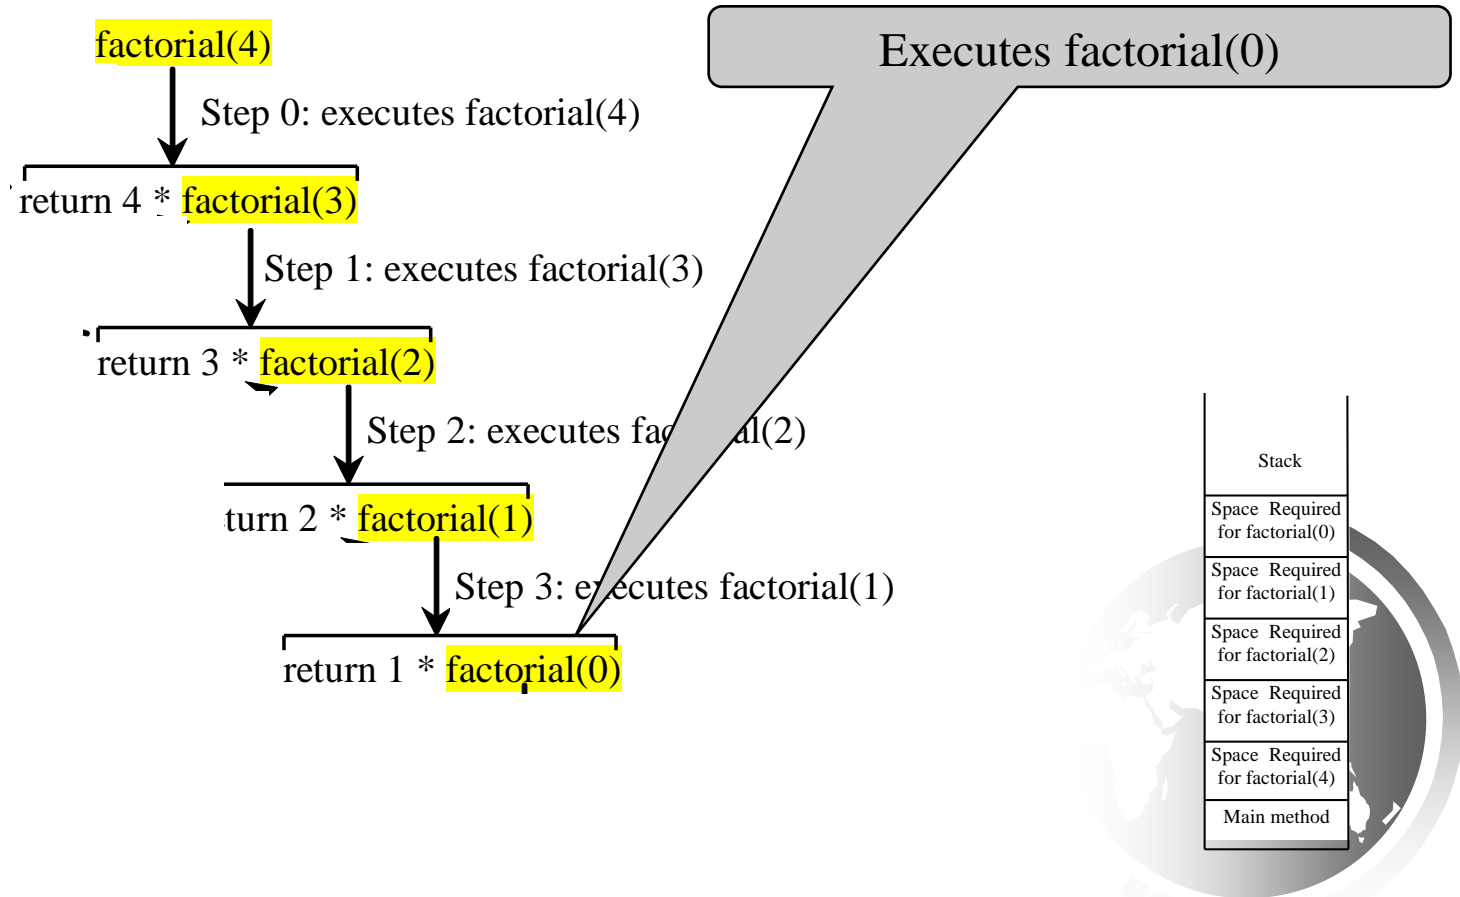 factorial(4)
Executes factorial(0)
Step 0: executes factorial(4)
return 4 * factorial(3)
Step 1: executes factorial(3)
return 3 * factorial(2)
Step 2: executes fac al(2)
turn 2 * factorial(1)
Step 3: executes factorial(1)
return 1 * factorial(0)
Stack
Space Required
for factorial(0)
Space Required
for factorial(1)
Space Required
for factorial(2)
Space Required
for factorial(3)
Space Required
for factorial(4)
Main method